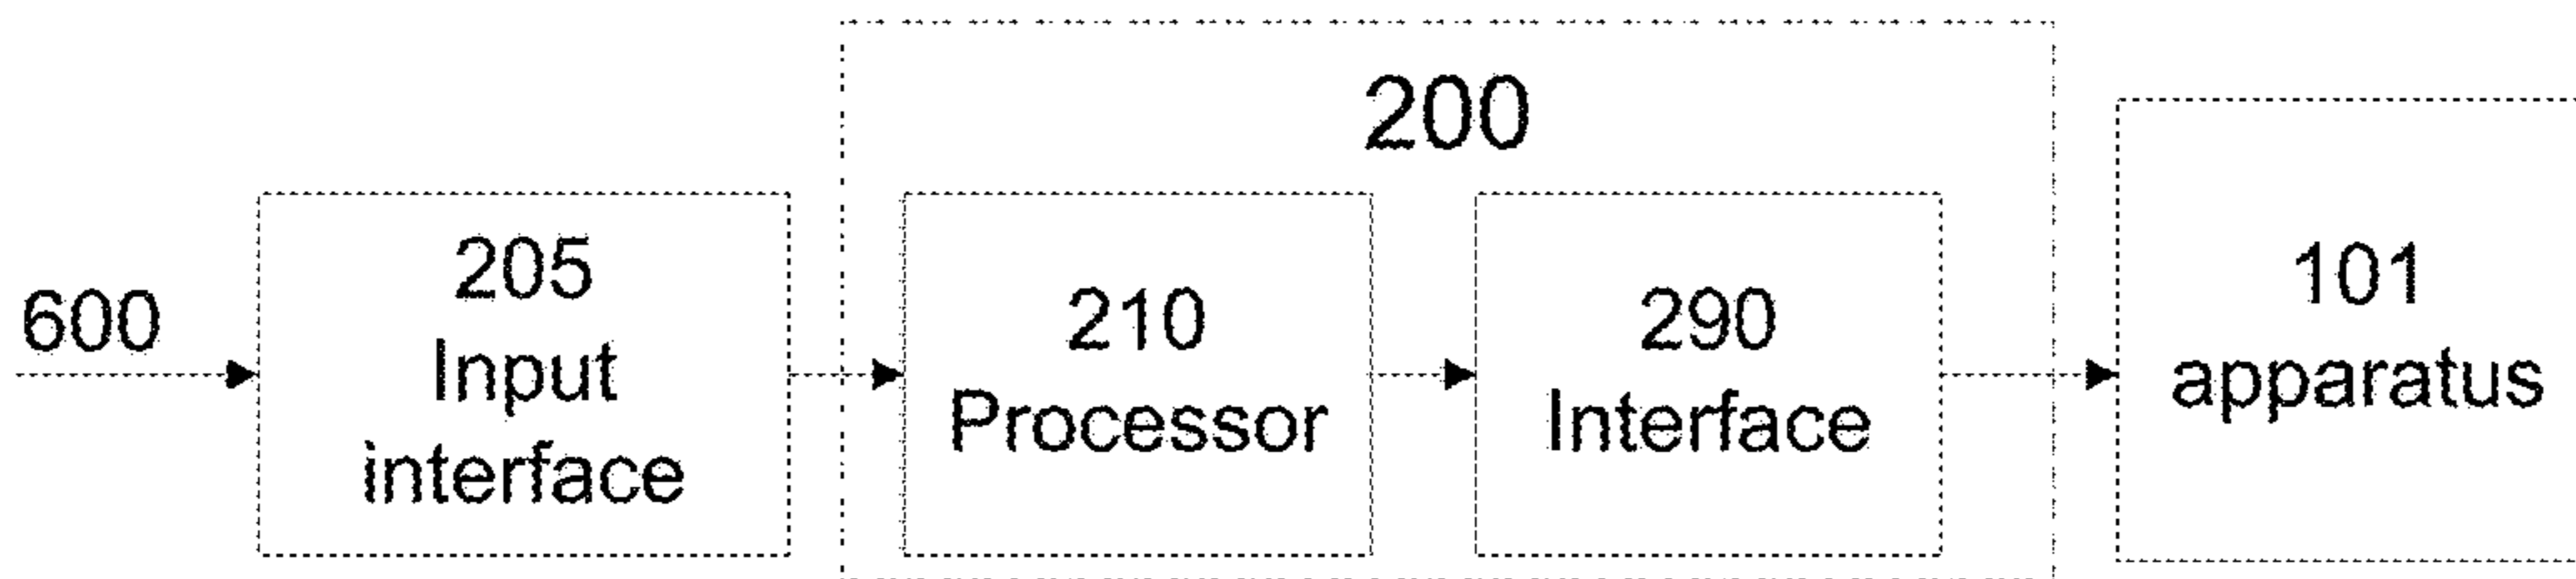 200
600
205
Input
interface
210
Processor
290
Interface
101
apparatus